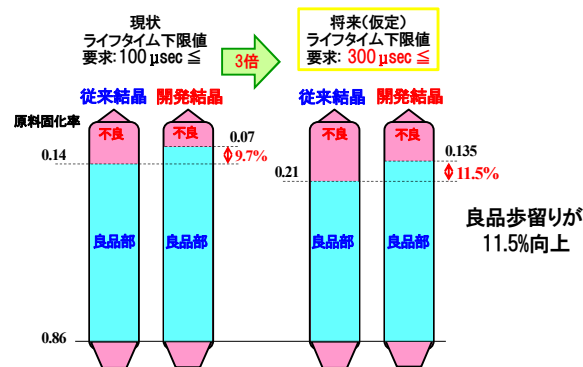 現状
ライフタイム下限値
要求:100 μsec ≦
3倍
将来(仮定)
ライフタイム下限値
要求: 300 μsec ≦
従来結晶
開発結晶
従来結晶
開発結晶
原料固化率
不良
不良
不良
不良
0.07
0.14
9.7%
0.135
0.21
11.5%
良品部
良品部
良品部
良品部
良品歩留りが
11.5%向上
0.86